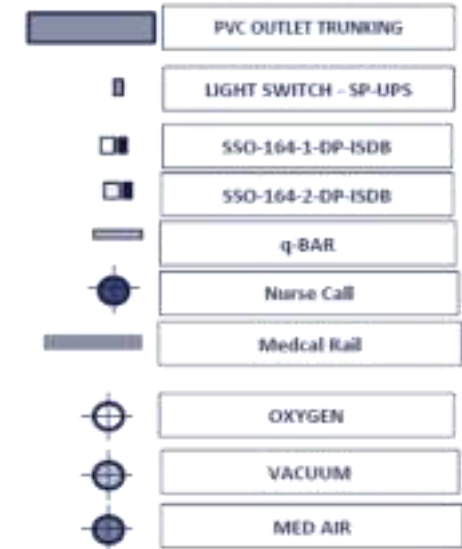 PVC OUTLET TRUNKING
LIGHT SWITCH - SP-UPS
SSO-164-1-DP-ISDB
SSO-164-2-DP-ISDB
q-BAR
Nurse Call
Medcal Rail
OXYGEN
VACUUM
MED AIR